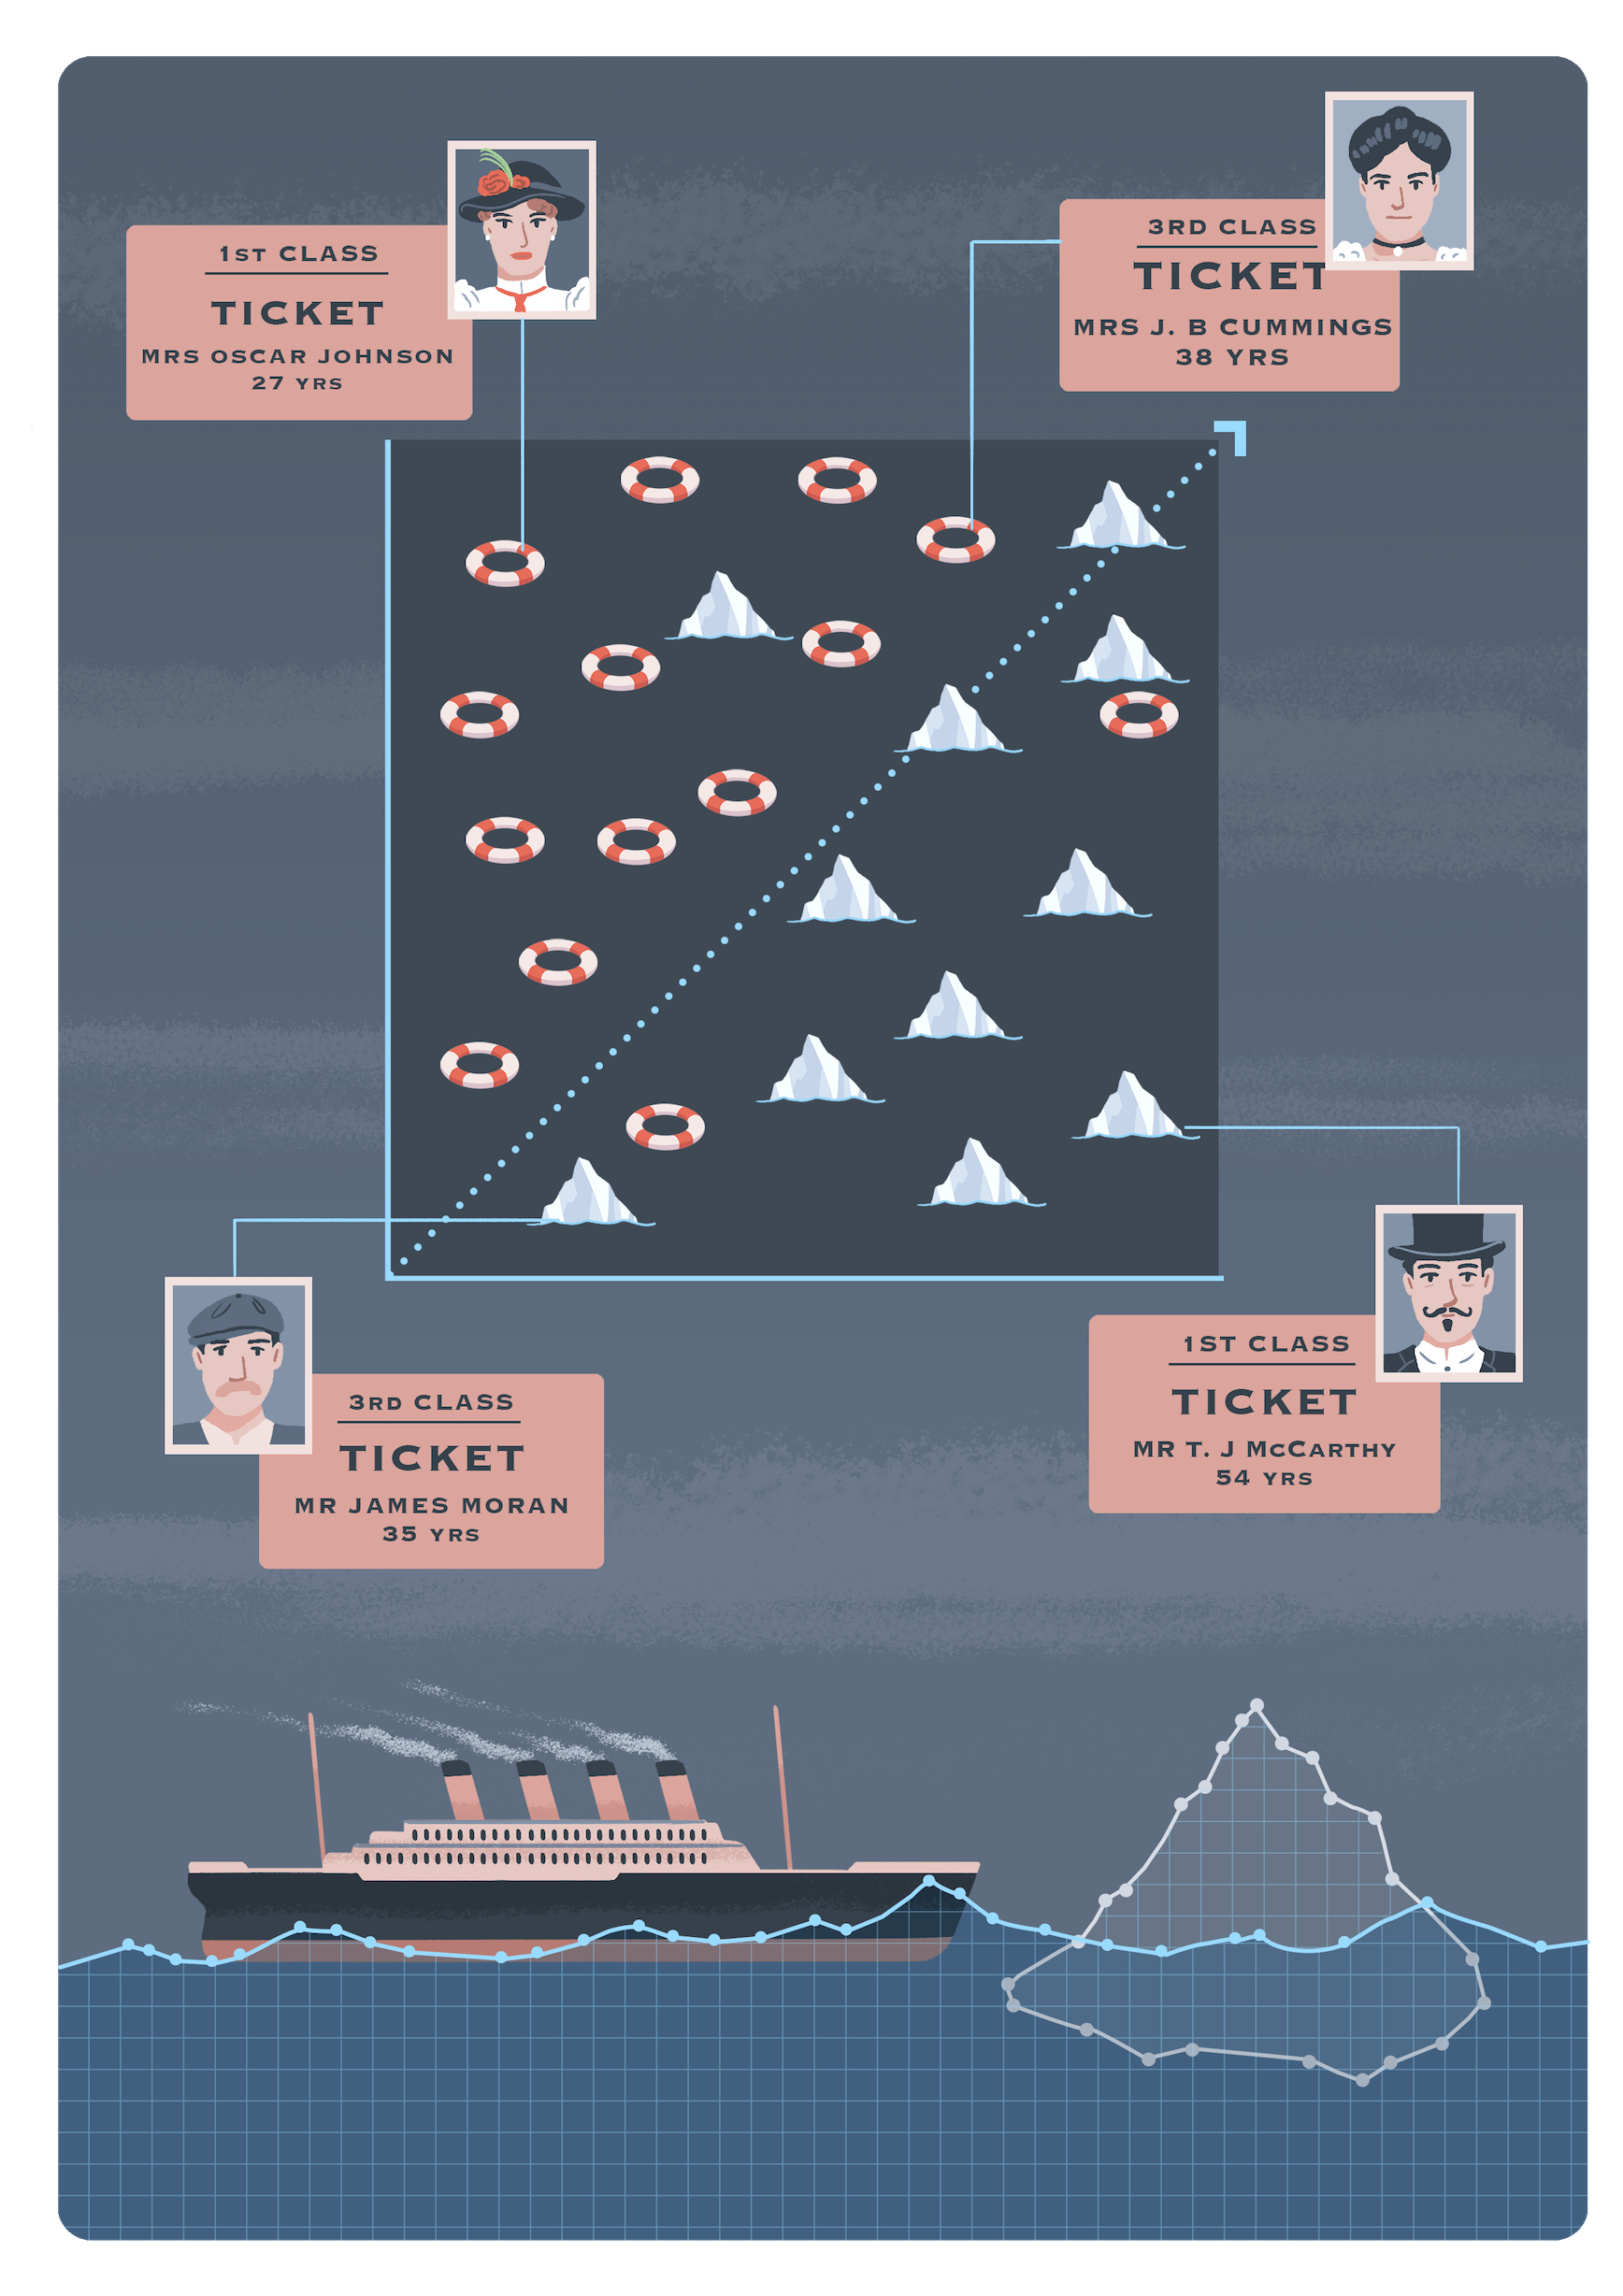 1ST CLASS
TICKET
MRS OSCAR JOHNSON
27 YRS
3RD CLASS
TICKET
MRS J. B CUMMINGS
38 YRS
3RD CLASS
TICKET
MR JAMES MORAN
35 YRS
1ST CLASS
TICKET
MR T. J MCCARTHY
54 YRS